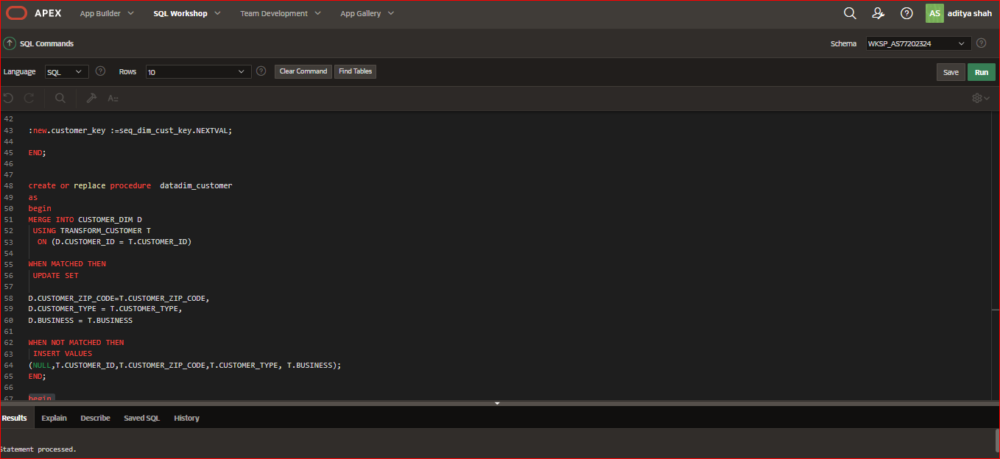 APEX App Builder SQL Workshop Team Development App Gallery AS aditya shah
SQL Commands Schema WKSP_AS77202324
Language SQL Rows 10 Clear Command Find Tables Save Run
42
43 :new.customer_key :=seq_dim_cust_key.NEXTVAL;
44
45 END;
46
47
48 create or replace procedure  datadim_customer
49 as
50 begin
51 MERGE INTO CUSTOMER_DIM D
52 USING TRANSFORM_CUSTOMER T
53 ON (D.CUSTOMER_ID = T.CUSTOMER_ID)
54
55 WHEN MATCHED THEN
56 UPDATE SET
57
58 D.CUSTOMER_ZIP_CODE=T.CUSTOMER_ZIP_CODE,
59 D.CUSTOMER_TYPE = T.CUSTOMER_TYPE,
60 D.BUSINESS = T.BUSINESS
61
62 WHEN NOT MATCHED THEN
63 INSERT VALUES
64 (NULL,T.CUSTOMER_ID,T.CUSTOMER_ZIP_CODE,T.CUSTOMER_TYPE, T.BUSINESS);
65 END;
66
67 begin
Results Explain Describe Saved SQL History
Statement processed.